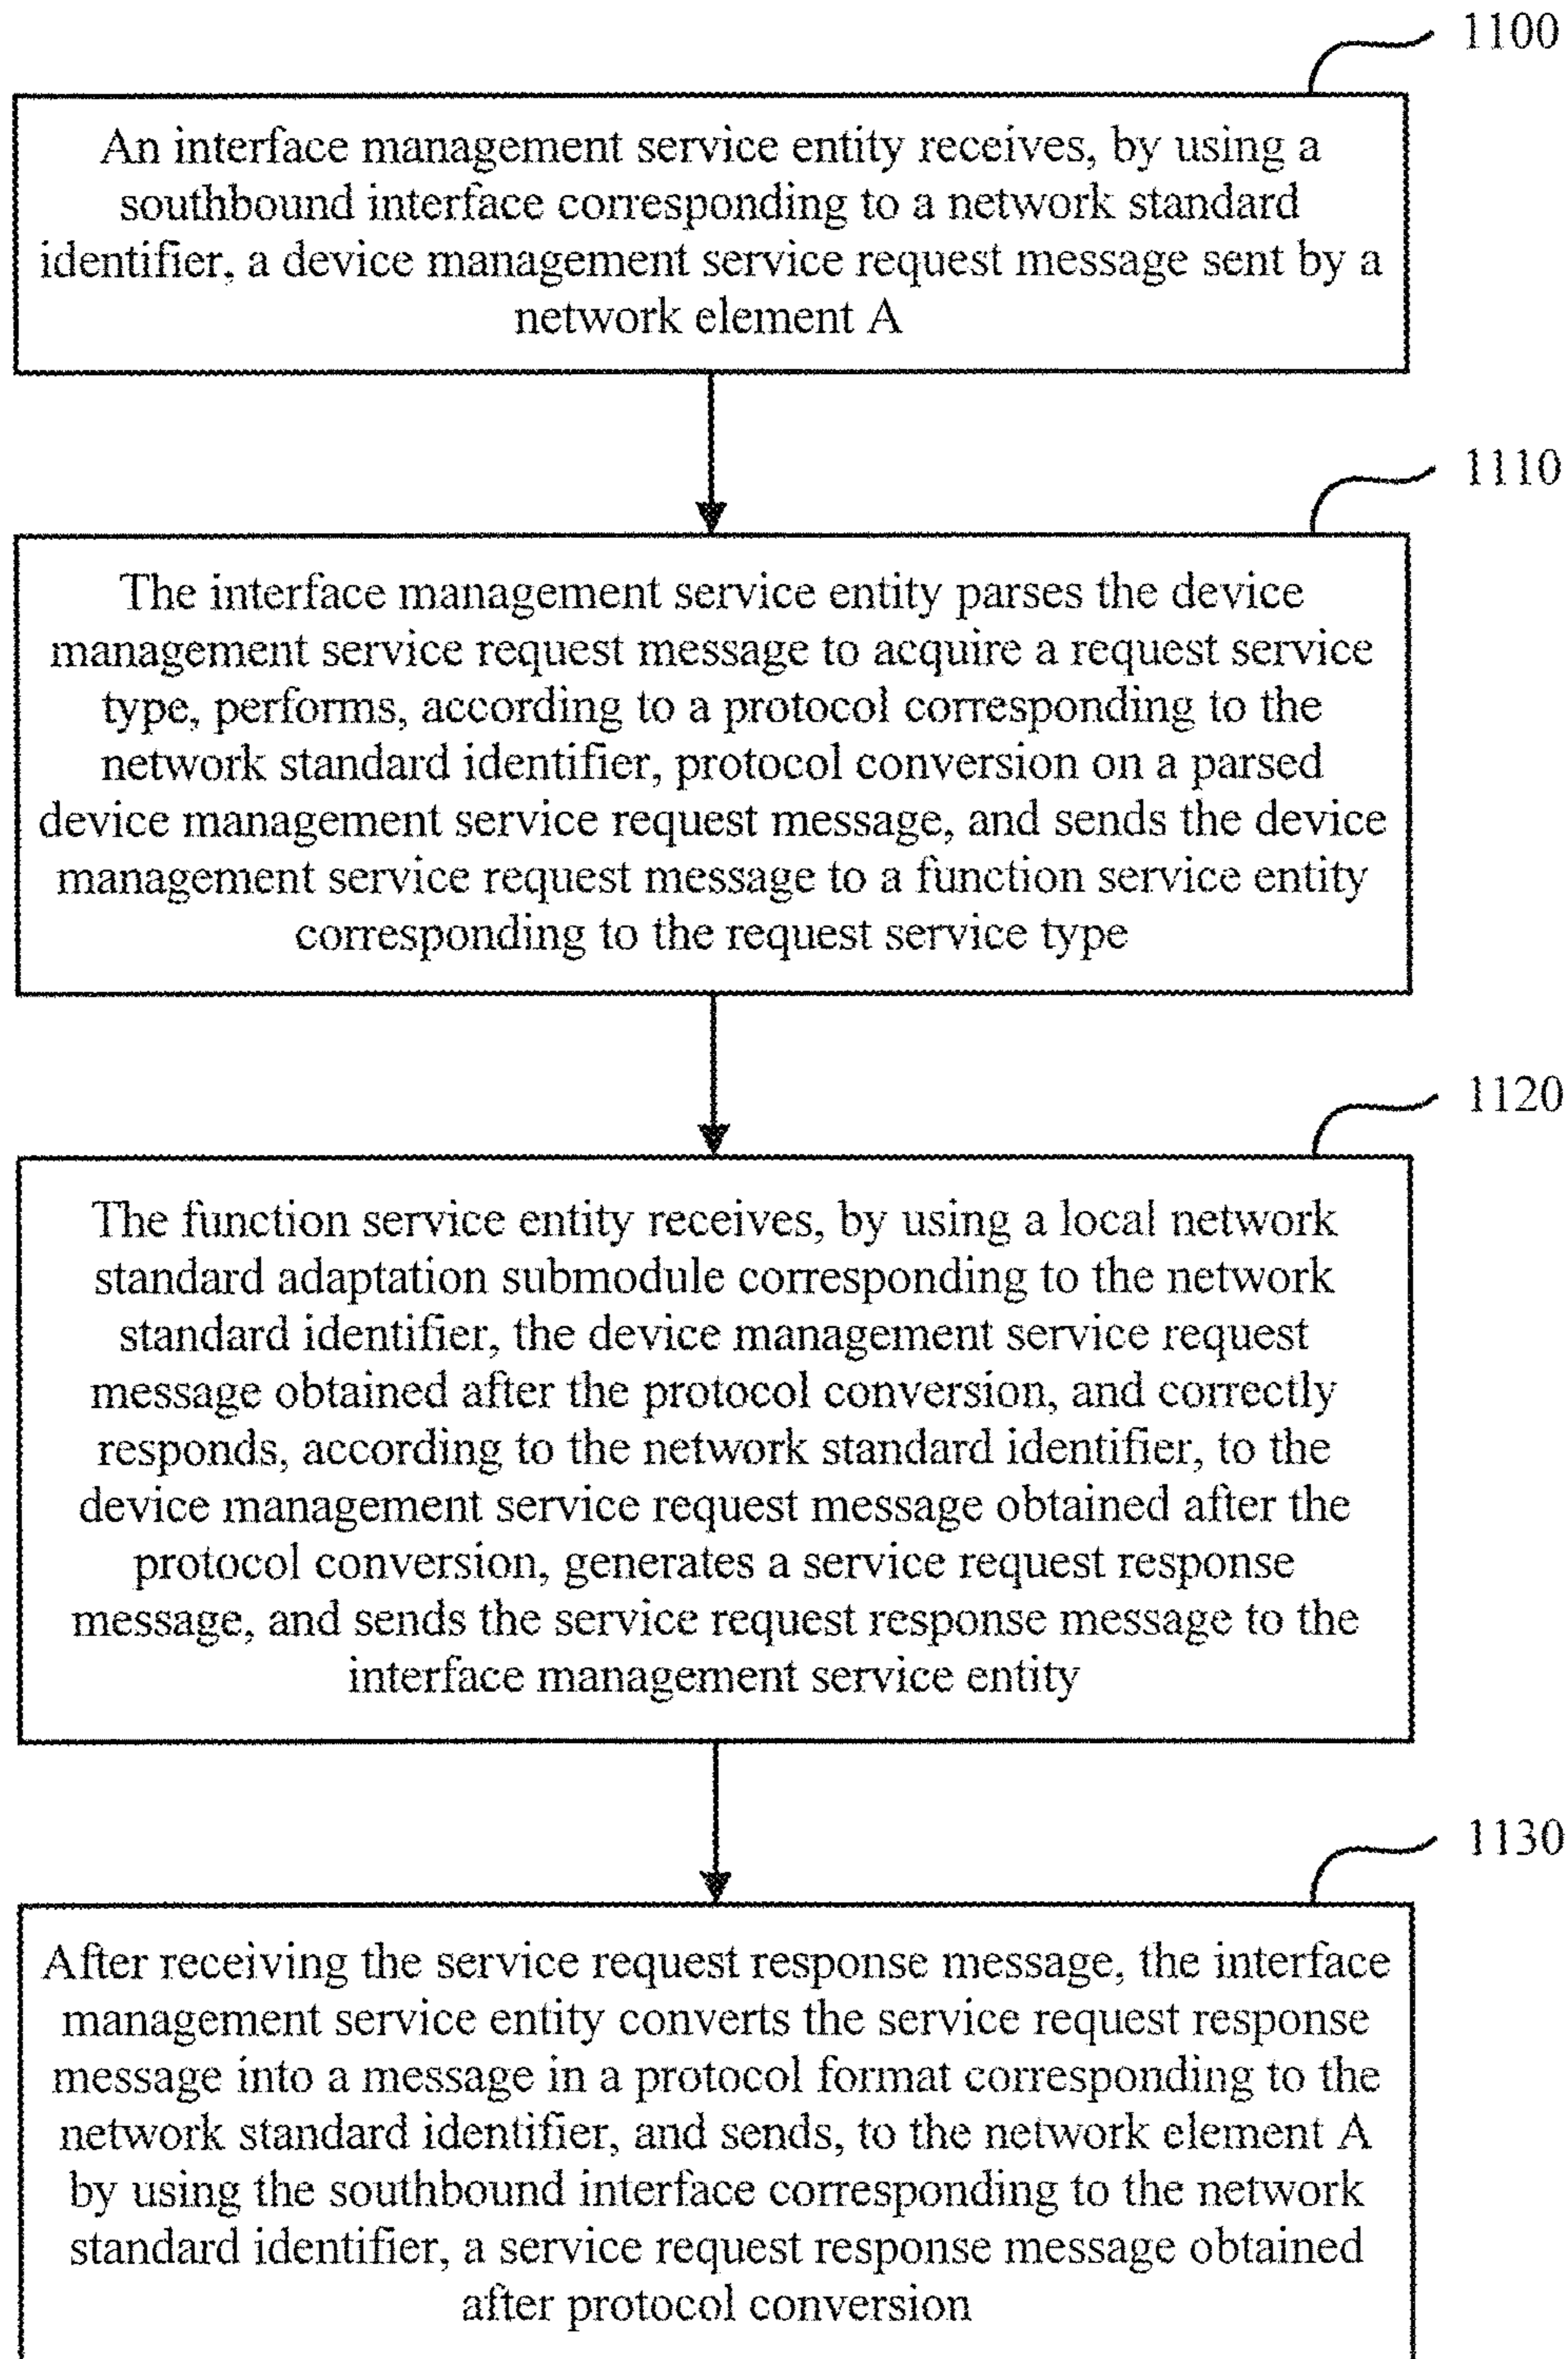 1100
An interface management service entity receives, by using a
southbound interface corresponding to a network standard
identifier, a device management service request message sent by a
network element A
1110
The interface management service entity parses the device
management service request message to acquire a request service
type, performs, according to a protocol corresponding to the
network standard identifier, protocol conversion on a parsed
device management service request message, and sends the device
management service request message to a function service entity
corresponding to the request service type
1120
The function service entity receives, by using a local network
standard adaptation submodule corresponding to the network
standard identifier, the device management service request
message obtained after the protocol conversion, and correctly
responds, according to the network standard identifier, to the
device management service request message obtained after the
protocol conversion, generates a service request response
message, and sends the service request response message to the
interface management service entity
1130
After receiving the service request response message, the interface
management service entity converts the service request response
message into a message in a protocol format corresponding to the
network standard identifier, and sends, to the network element A
by using the southbound interface corresponding to the network
standard identifier, a service request response message obtained
after protocol conversion